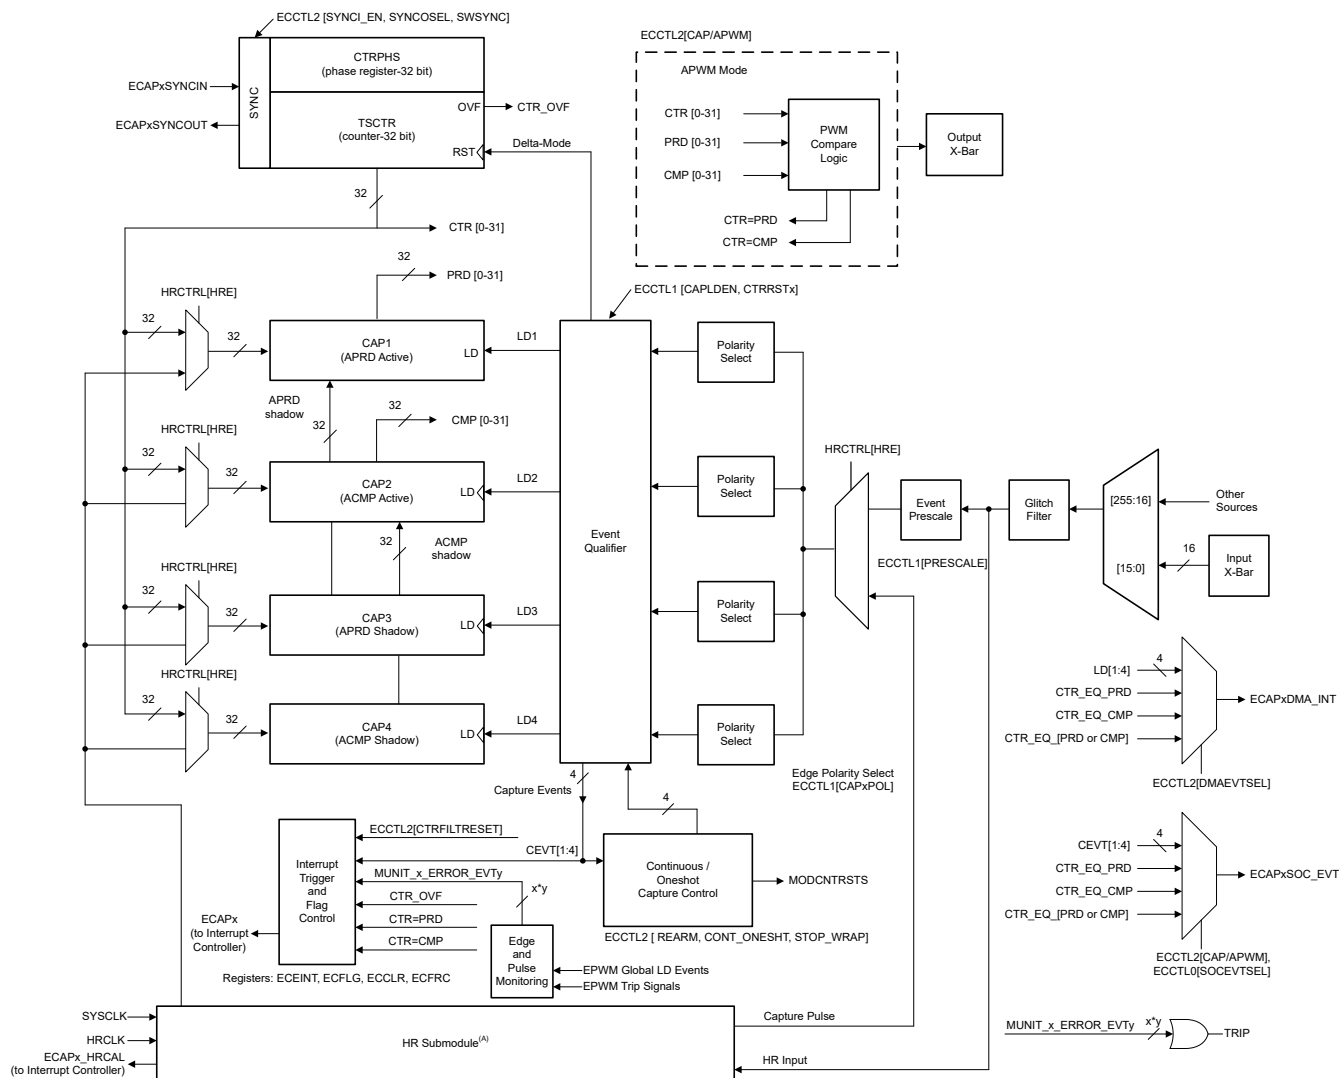 ECCTL2 [SYNCI_EN, SYNCOSEL, SWSYNC]
SYNC
CTRPHS
(phase register-32 bit)
ECAPxSYNCIN
ECAPxSYNCOUT
TSCTR
(counter-32 bit)
OVF
CTR_OVF
RST
Delta-Mode
32
CTR [0-31]
ECCTL2[CAP/APWM]
APWM Mode
CTR [0-31]
PRD [0-31]
CMP [0-31]
PWM
Compare
Logic
CTR=PRD
CTR=CMP
Output
X-Bar
32
PRD [0-31]
HRCTRL[HRE]
32
32
CAP1
(APRD Active)
LD
LD1
ECCTL1 [CAPLDEN, CTRRSTx]
Polarity
Select
APRD
shadow
32
32
CMP [0-31]
HRCTRL[HRE]
32
32
CAP2
(ACMP Active)
LD
LD2
Polarity
Select
32
ACMP
shadow
Event
Qualifier
HRCTRL[HRE]
32
32
CAP3
(APRD Shadow)
LD
LD3
Polarity
Select
HRCTRL[HRE]
32
32
CAP4
(ACMP Shadow)
LD
LD4
Polarity
Select
HRCTRL[HRE]
Event
Prescale
ECCTL1[PRESCALE]
Glitch
Filter
[255:16]
[15:0]
Other
Sources
16
Input
X-Bar
LD[1:4]
4
CTR_EQ_PRD
CTR_EQ_CMP
CTR_EQ_[PRD or CMP]
ECAPxDMA_INT
ECCTL2[DMAEVTSEL]
Edge Polarity Select
ECCTL1[CAPxPOL]
4
Capture Events
4
CEVT[1:4]
Continuous /
Oneshot
Capture Control
MODCNTRSTS
ECCTL2 [ REARM, CONT_ONESHT, STOP_WRAP]
Interrupt
Trigger
and
Flag
Control
ECCTL2[CTRFILTRESET]
MUNIT_x_ERROR_EVTy
x*y
CTR_OVF
CTR=PRD
CTR=CMP
ECAPx
(to Interrupt
Controller)
Registers: ECEINT, ECFLG, ECCLR, ECFRC
Edge
and
Pulse
Monitoring
EPWM Global LD Events
EPWM Trip Signals
CEVT[1:4]
4
CTR_EQ_PRD
CTR_EQ_CMP
CTR_EQ_[PRD or CMP]
ECAPxSOC_EVT
ECCTL2[CAP/APWM],
ECCTL0[SOCEVTSEL]
SYSCLK
HRCLK
ECAPx_HRCAL
(to Interrupt Controller)
HR Submodule(A)
Capture Pulse
HR Input
MUNIT_x_ERROR_EVTy
x*y
TRIP